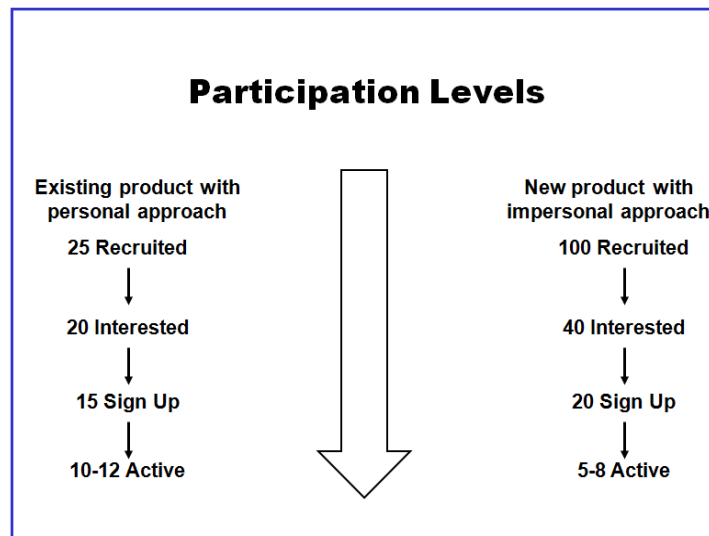 Participation Levels
Existing product with
personal approach
25 Recruited
20 Interested
15 Sign Up
10-12 Active
New product with
impersonal approach
100 Recruited
40 Interested
20 Sign Up
5-8 Active